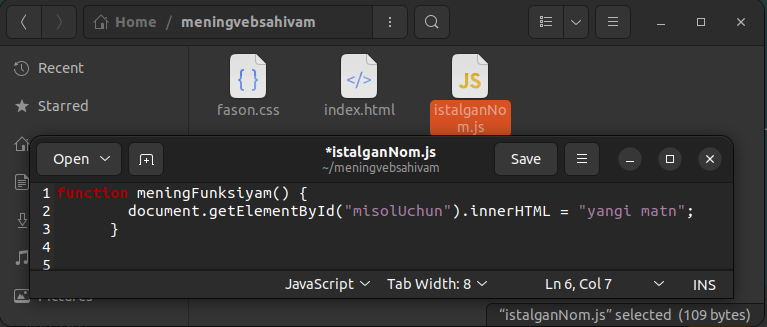 Home / meningvebsahivam
Recent
Starred
{ }
</>
JS
fason.css
index.html
istalganNo
m.js
Open
*istalganNom.js
~/meningvebsahivam
Save
1 function meningFunksiyam() {
2 document.getElementById("misolUchun").innerHTML = "yangi matn";
3 }
4
5
JavaScript
Tab Width: 8
Ln 6, Col 7
INS
Pictures
“istalganNom.js” selected (109 bytes)